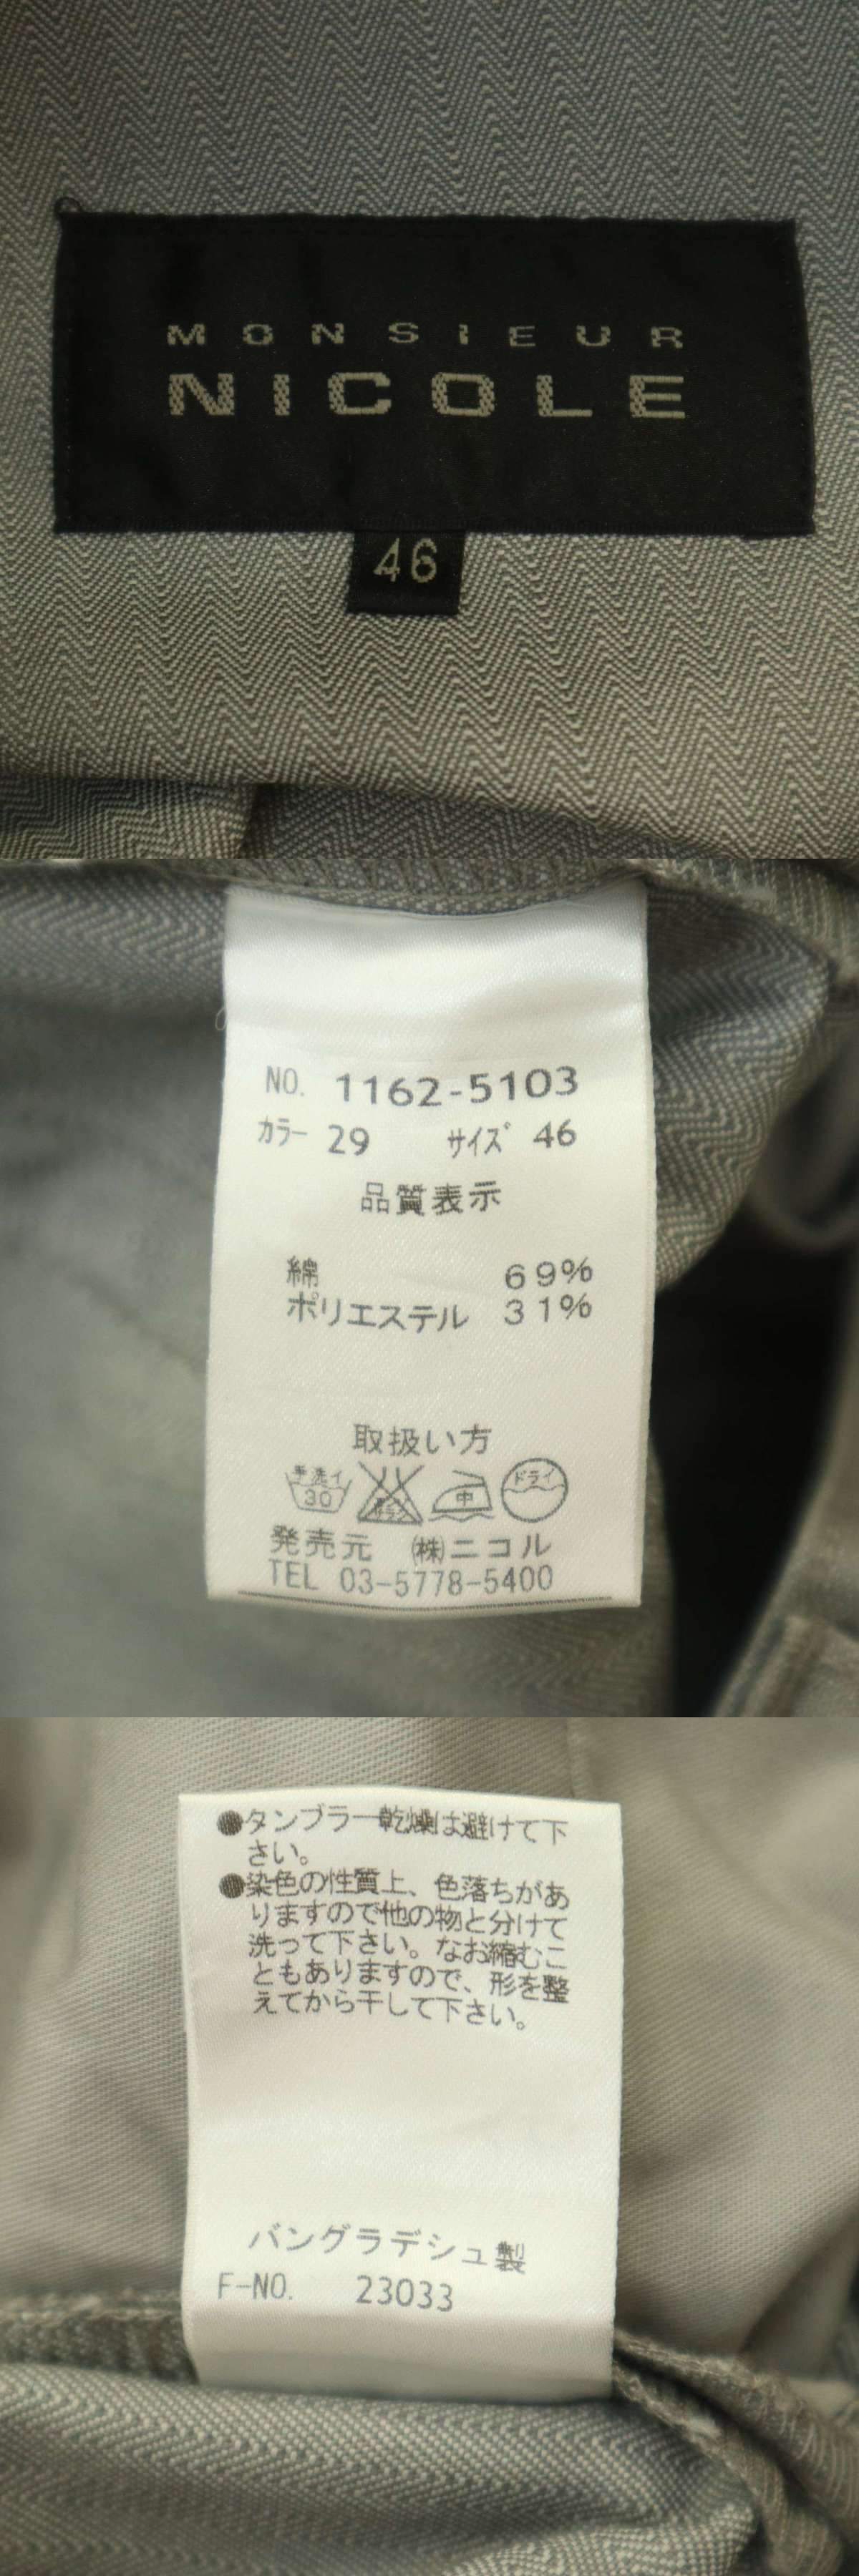 MONSIEUR
NICOLE
46
NO. 1162-5103
カラー 29 サイズ 46
品質表示
綿 69%
ポリエステル 31%
取扱い方
手洗イ
30
エンソ
サラシ
中
ドライ
発売元 ㈱ニコル
TEL 03-5778-5400
●タンブラー乾燥は避けて下
さい。
●染色の性質上、色落ちがあ
りますので他の物と分けて
洗って下さい。なお縮むこ
ともありますので、形を整
えてから干して下さい。
バングラデシュ製
F-NO. 23033